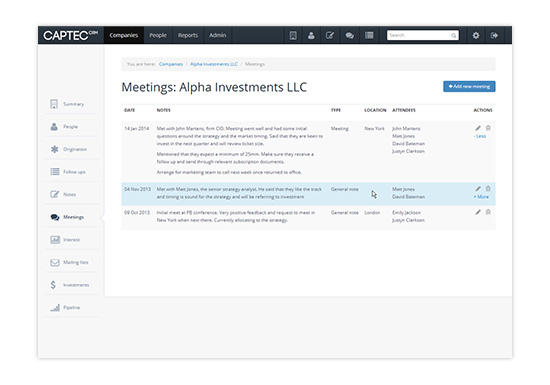 CAPTEC CRM Companies People Reports Admin Search
You are here: Companies / Alpha Investments LLC / Meetings
Meetings: Alpha Investments LLC
+ Add new meeting
Summary
People
Origination
Follow ups
Notes
Meetings
Interest
Mailing lists
Investments
Pipeline
DATE NOTES TYPE LOCATION ATTENDEES ACTIONS
14 Jan 2014 Met with John Martens, firm CIO. Meeting went well and had some initial Meeting New York John Martens
questions around the strategy and the market timing. Said that they are keen to Matt Jones - Less
invest in the next quarter and will review ticket size. David Bateman
Mentioned that they expect a minimum of 25mm. Make sure they receive a Justyn Clarkson
follow up and send through relevant subscription documents.
Arrange for marketing team to call next week once returned to office.
04 Nov 2013 Met with Matt Jones, the senior strategy analyst. He said that they like the track General note Matt Jones
and timing to sound for the strategy and will be referring to investment David Bateman + More
09 Oct 2013 Initial meet at PB conference. Very positive feedback and request to meet in General note London Emily Jackson
New York when next there. Currently allocating to the strategy. Justyn Clarkson